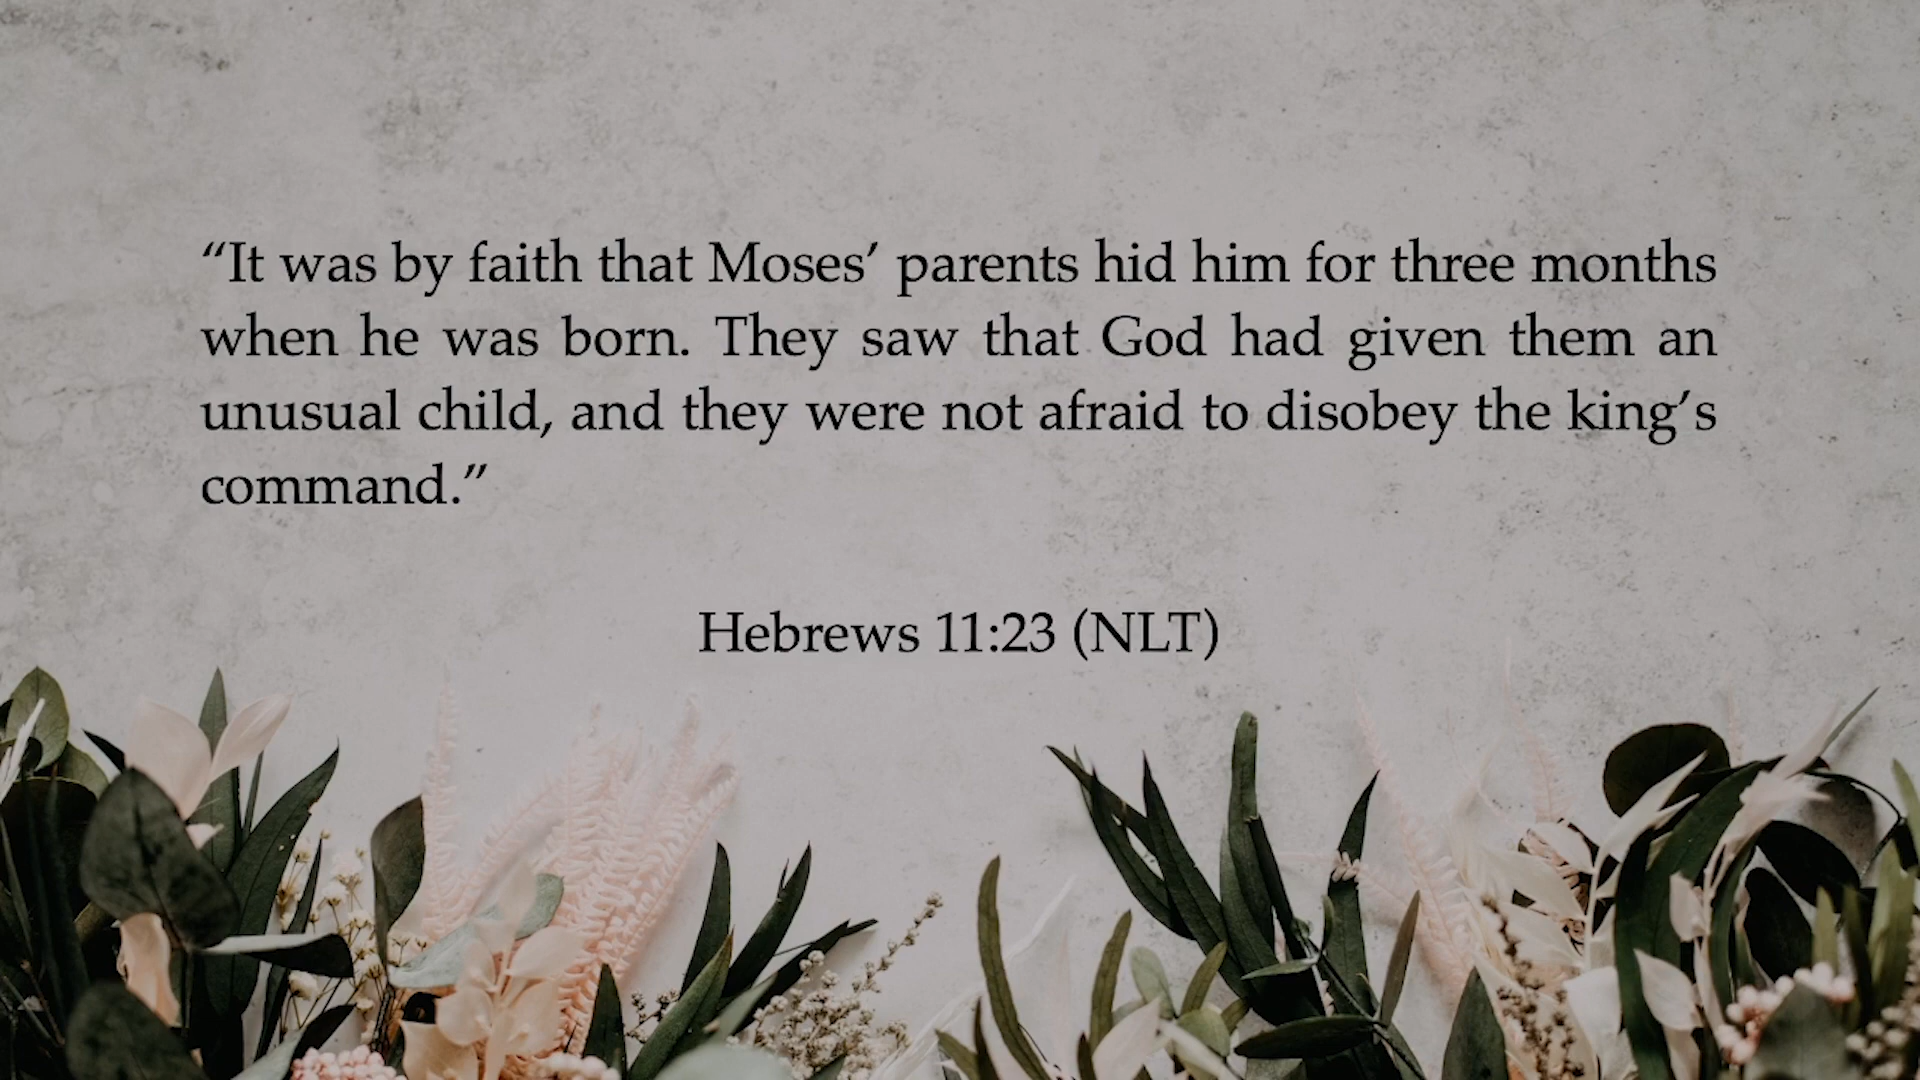 “It was by faith that Moses’ parents hid him for three months
when he was born. They saw that God had given them an
unusual child, and they were not afraid to disobey the king’s
command.”
Hebrews 11:23 (NLT)